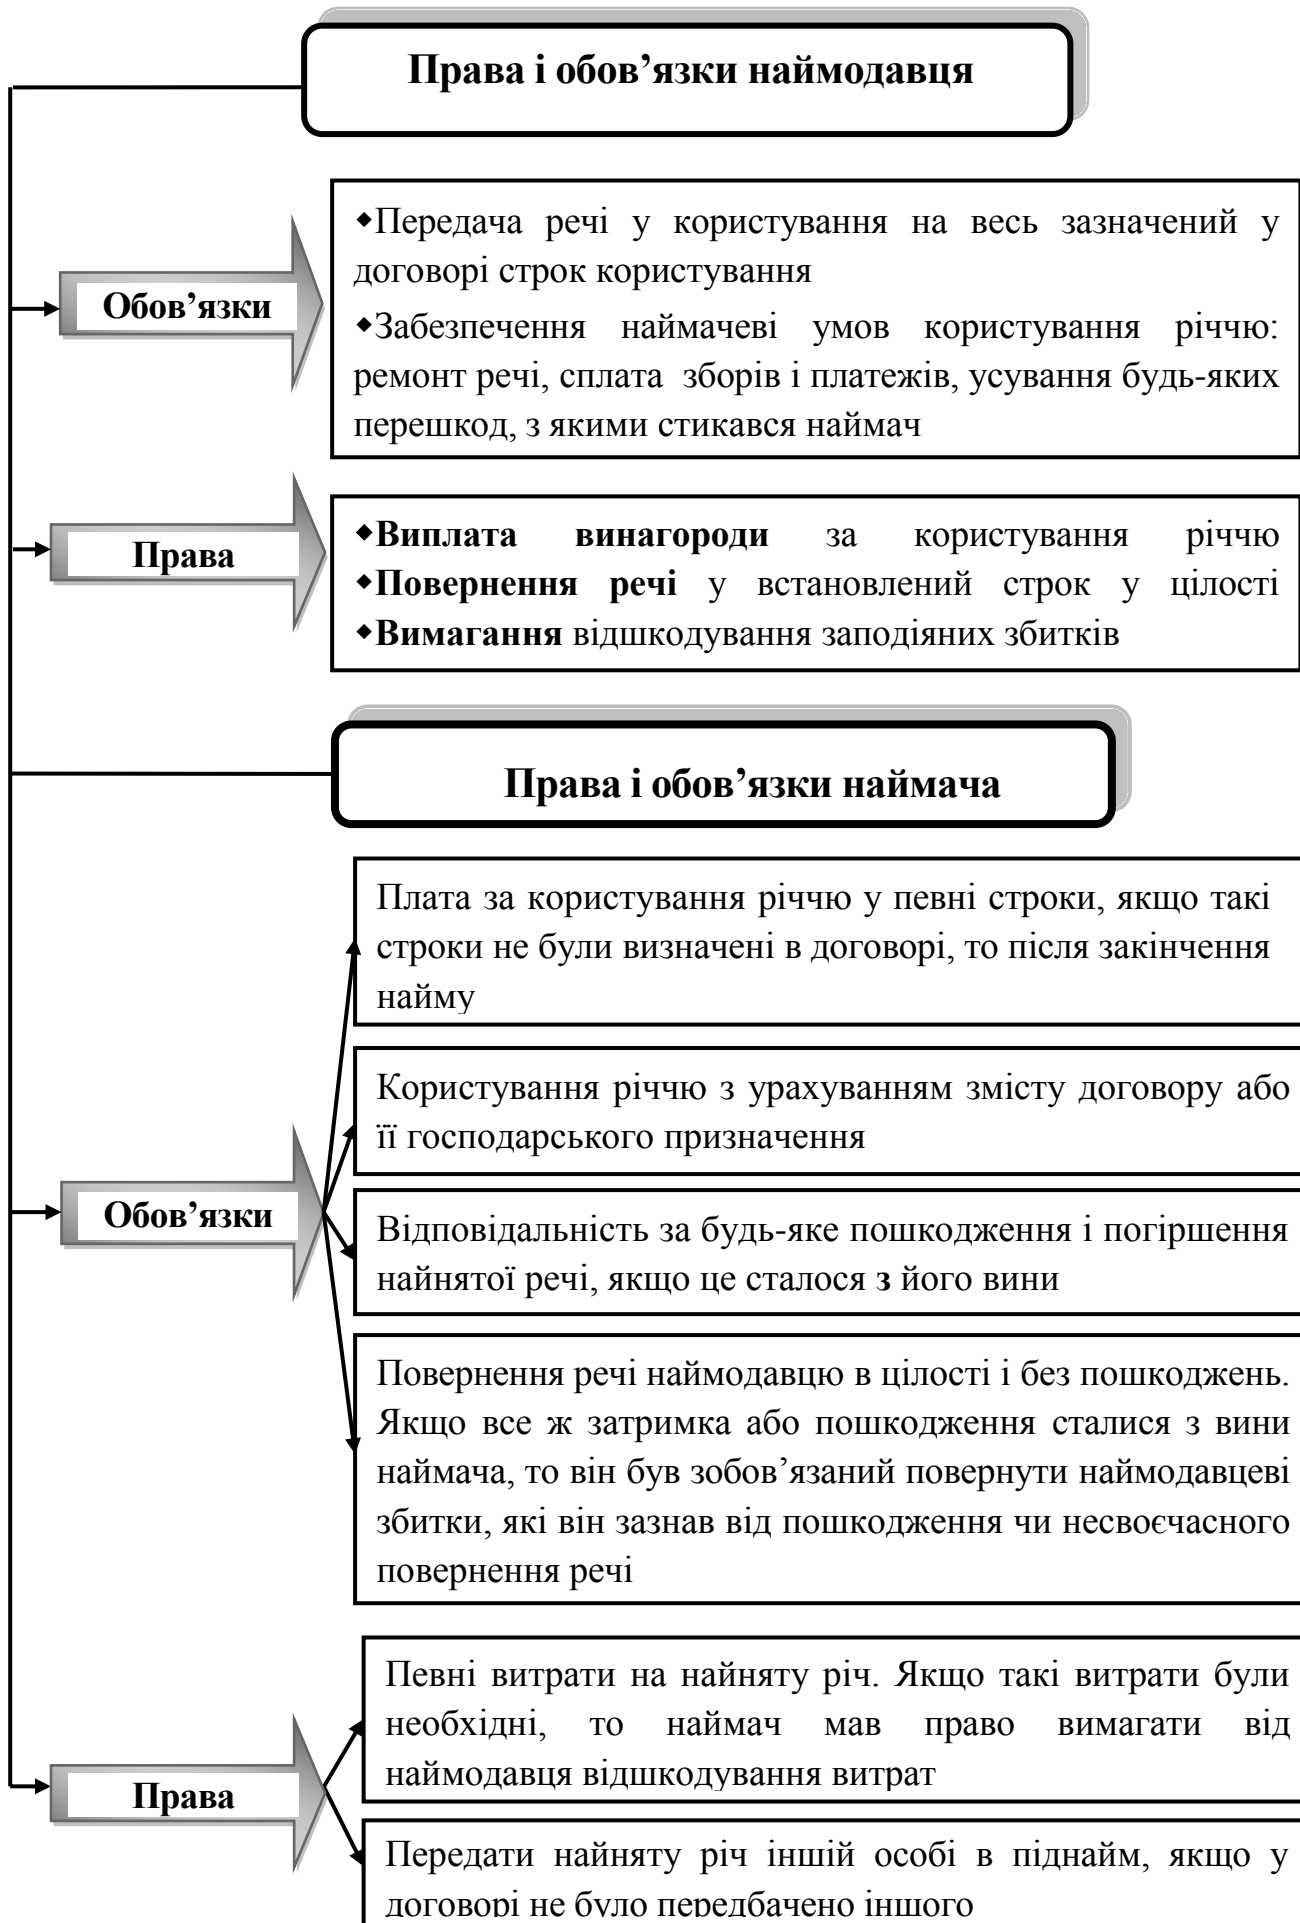 Права і обов’язки наймодавця
Обов’язки
◆Передача речі у користування на весь зазначений у
договорі строк користування
◆Забезпечення наймачеві умов користування річчю:
ремонт речі, сплата зборів і платежів, усування будь-яких
перешкод, з якими стикався наймач
Права
◆Виплата винагороди за користування річчю
◆Повернення речі у встановлений строк у цілості
◆Вимагання відшкодування заподіяних збитків
Права і обов’язки наймача
Обов’язки
Плата за користування річчю у певні строки, якщо такі
строки не були визначені в договорі, то після закінчення
найму
Користування річчю з урахуванням змісту договору або
її господарського призначення
Відповідальність за будь-яке пошкодження і погіршення
найнятої речі, якщо це сталося з його вини
Повернення речі наймодавцю в цілості і без пошкоджень.
Якщо все ж затримка або пошкодження сталися з вини
наймача, то він був зобов’язаний повернути наймодавцеві
збитки, які він зазнав від пошкодження чи несвоєчасного
повернення речі
Права
Певні витрати на найняту річ. Якщо такі витрати були
необхідні, то наймач мав право вимагати від
наймодавця відшкодування витрат
Передати найняту річ іншій особі в піднайм, якщо у
договорі не було передбачено іншого